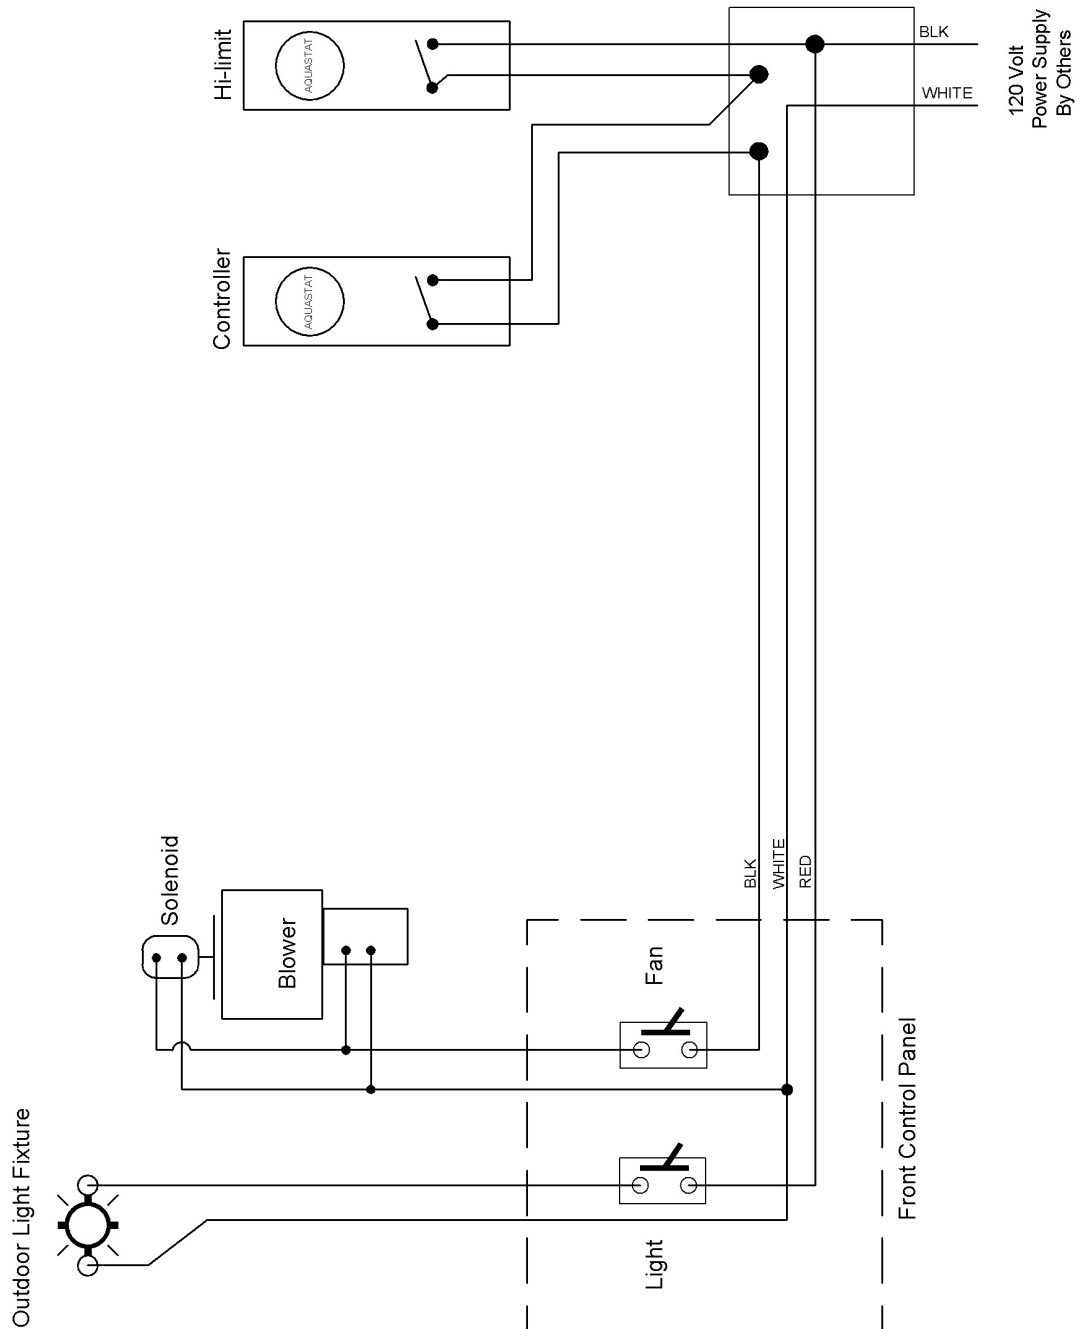 Hi-limit
AQUASTAT
BLK
WHITE
120 Volt
Power Supply
By Others
Controller
AQUASTAT
Solenoid
Blower
BLK
WHITE
RED
Fan
Front Control Panel
Outdoor Light Fixture
Light